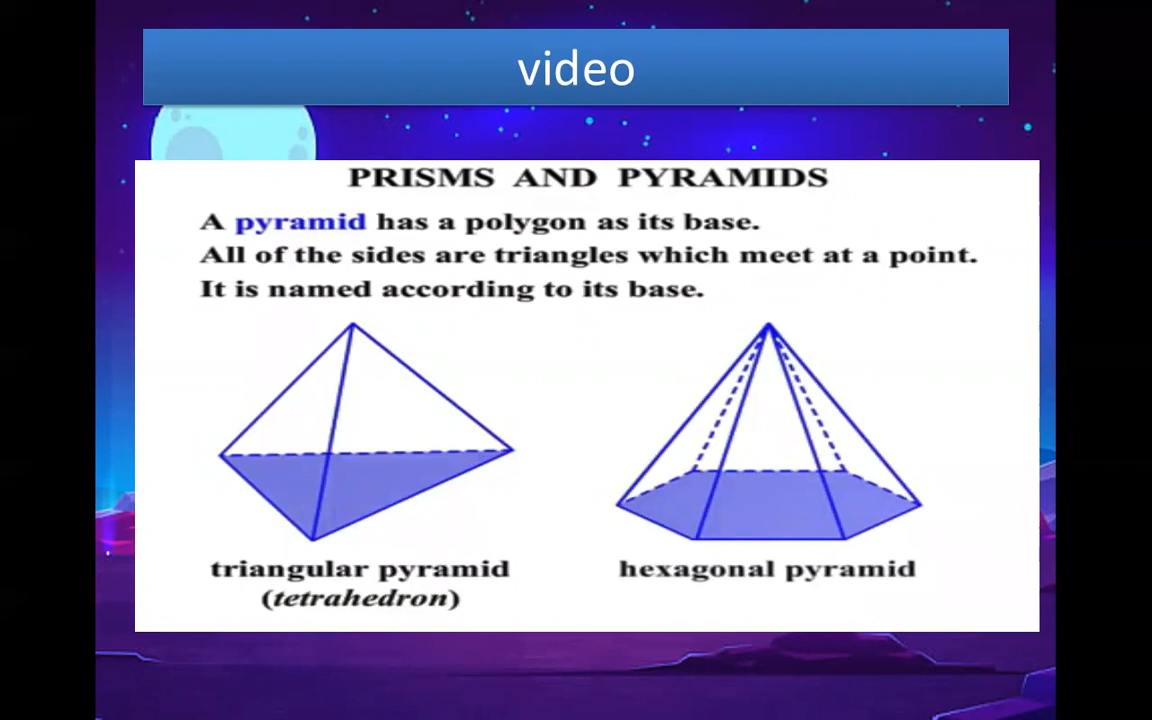 video
PRISMS AND PYRAMIDS
A pyramid has a polygon as its base.
All of the sides are triangles which meet at a point.
It is named according to its base.
triangular pyramid
(tetrahedron)
hexagonal pyramid